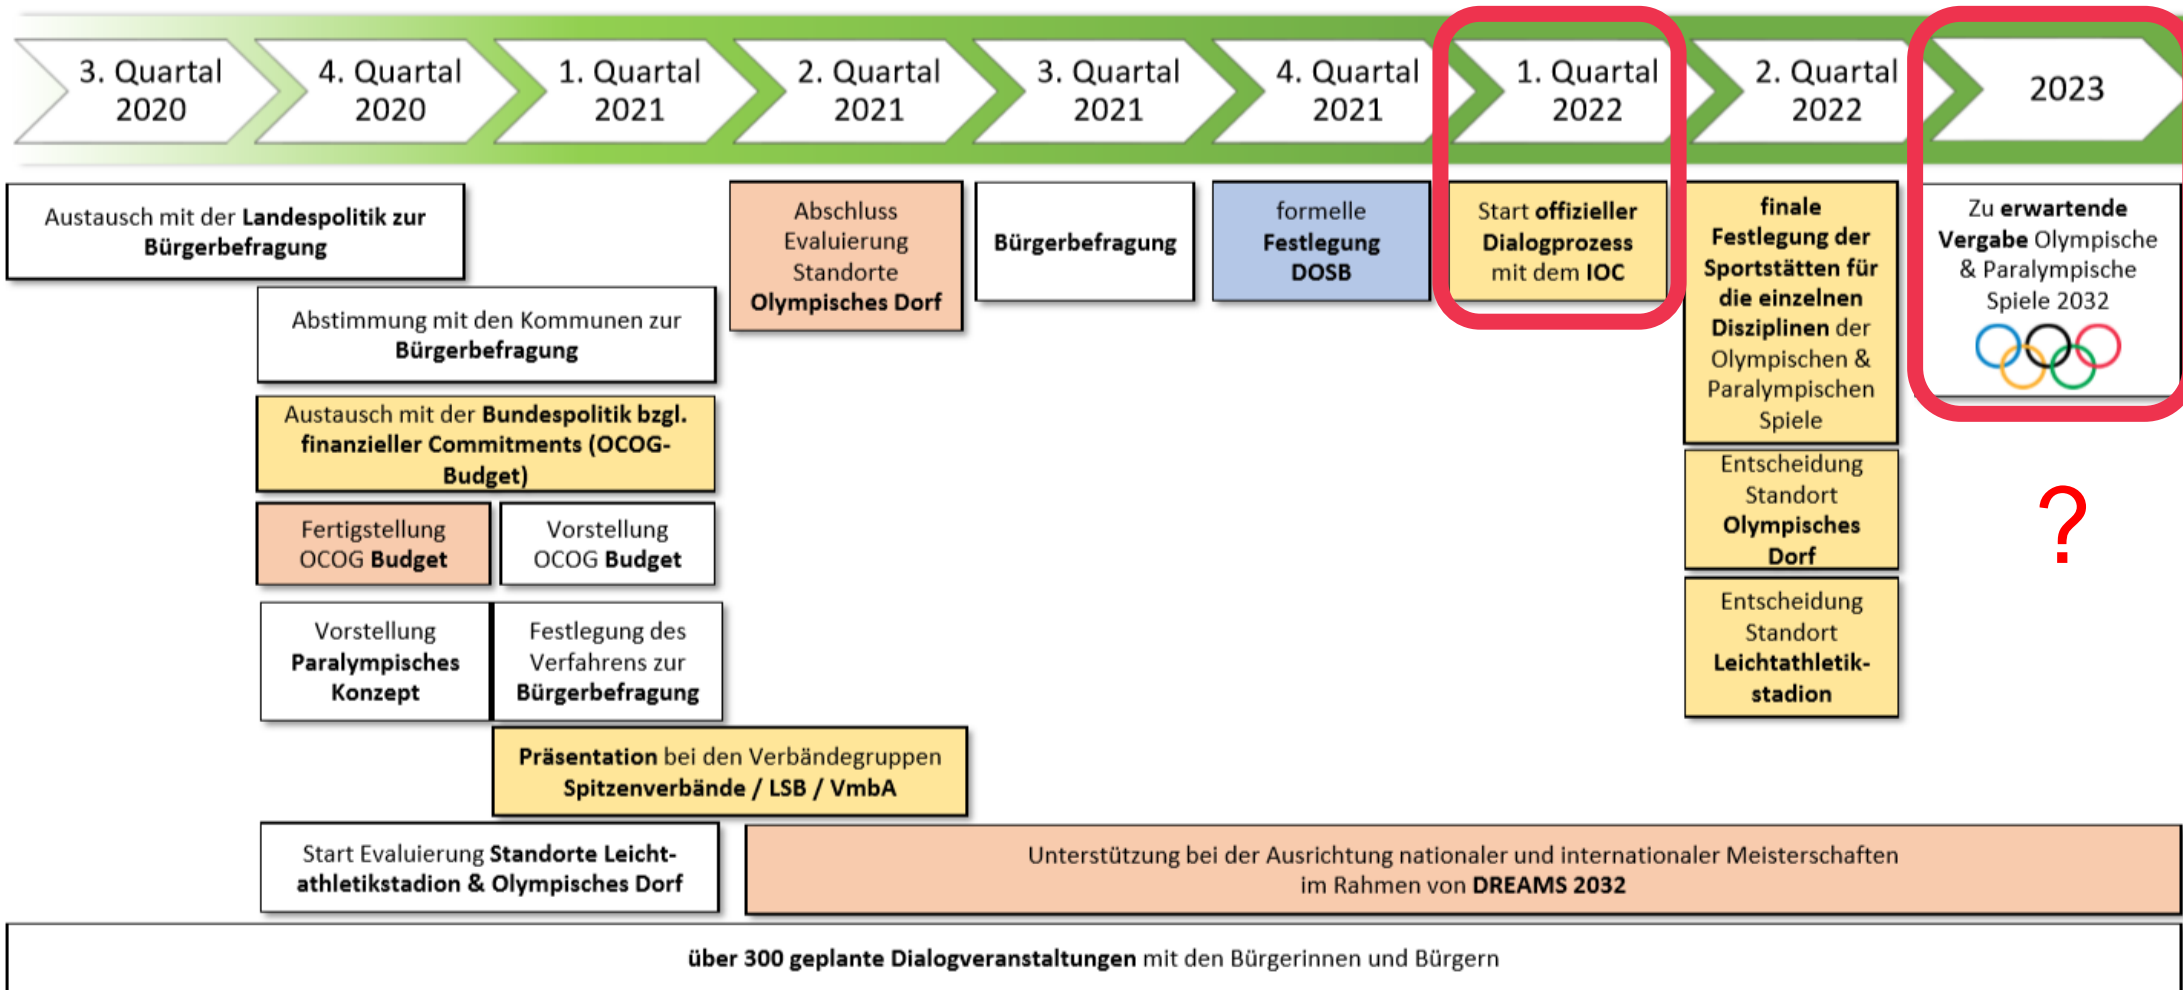 3. Quartal
2020
4. Quartal
2020
1. Quartal
2021
2. Quartal
2021
3. Quartal
2021
4. Quartal
2021
1. Quartal
2022
2. Quartal
2022
2023
Austausch mit der Landespolitik zur
Bürgerbefragung
Abstimmung mit den Kommunen zur
Bürgerbefragung
Austausch mit der Bundespolitik bzgl.
finanzieller Commitments (OCOG-
Budget)
Fertigstellung
OCOG Budget
Vorstellung
OCOG Budget
Vorstellung
Paralympisches
Konzept
Festlegung des
Verfahrens zur
Bürgerbefragung
Präsentation bei den Verbändegruppen
Spitzenverbände / LSB / VmbA
Start Evaluierung Standorte Leicht-
athletikstadion & Olympisches Dorf
Abschluss
Evaluierung
Standorte
Olympisches Dorf
Bürgerbefragung
formelle
Festlegung
DOSB
Start offizieller
Dialogprozess
mit dem IOC
finale
Festlegung der
Sportstätten für
die einzelnen
Disziplinen der
Olympischen &
Paralympischen
Spiele
Entscheidung
Standort
Olympisches
Dorf
Entscheidung
Standort
Leichtathletik-
stadion
Zu erwartende
Vergabe Olympische
& Paralympische
Spiele 2032
?
Unterstützung bei der Ausrichtung nationaler und internationaler Meisterschaften
im Rahmen von DREAMS 2032
über 300 geplante Dialogveranstaltungen mit den Bürgerinnen und Bürgern